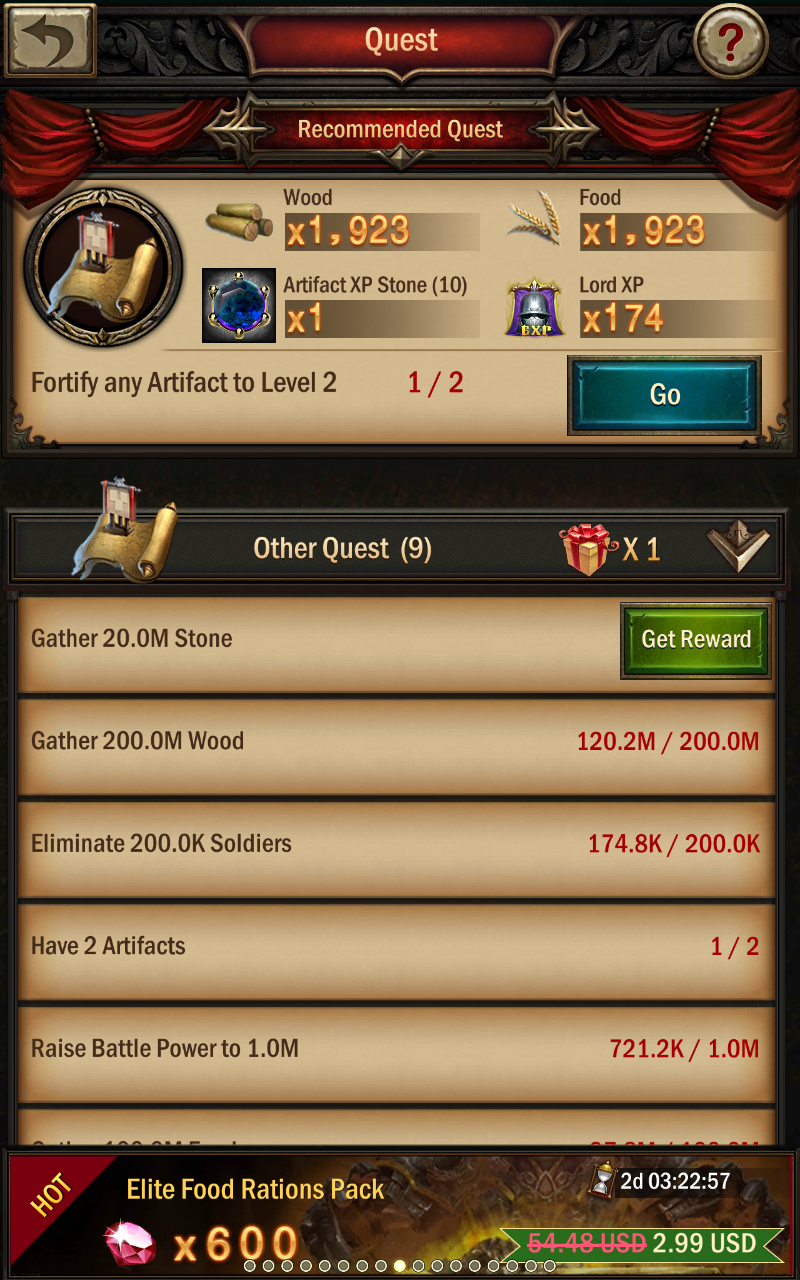 Quest
?
Recommended Quest
Wood
x1,923
Food
x1,923
Artifact XP Stone (10)
x1
Lord XP
EXP
x174
Fortify any Artifact to Level 2 1 / 2
Go
Other Quest (9) X 1
Gather 20.0M Stone Get Reward
Gather 200.0M Wood 120.2M / 200.0M
Eliminate 200.0K Soldiers 174.8K / 200.0K
Have 2 Artifacts 1 / 2
Raise Battle Power to 1.0M 721.2K / 1.0M
HOT
Elite Food Rations Pack 2d 03:22:57
x600 54.48 USD 2.99 USD